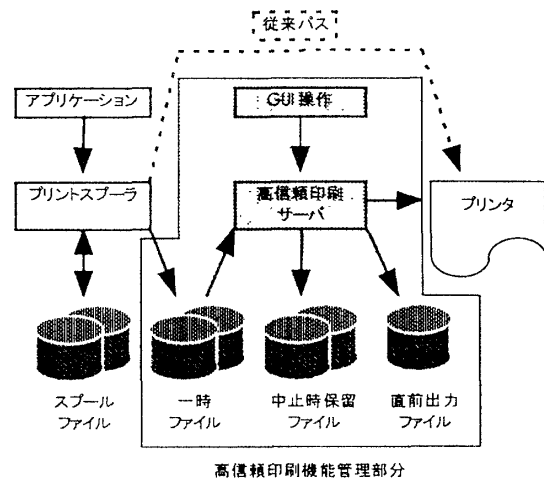 従来パス
アプリケーション
GUI操作
プリントスプーラ
高信頼印刷
サーバ
プリンタ
スプール
ファイル
一時
ファイル
中止時保留
ファイル
直前出力
ファイル
高信頼印刷機能管理部分